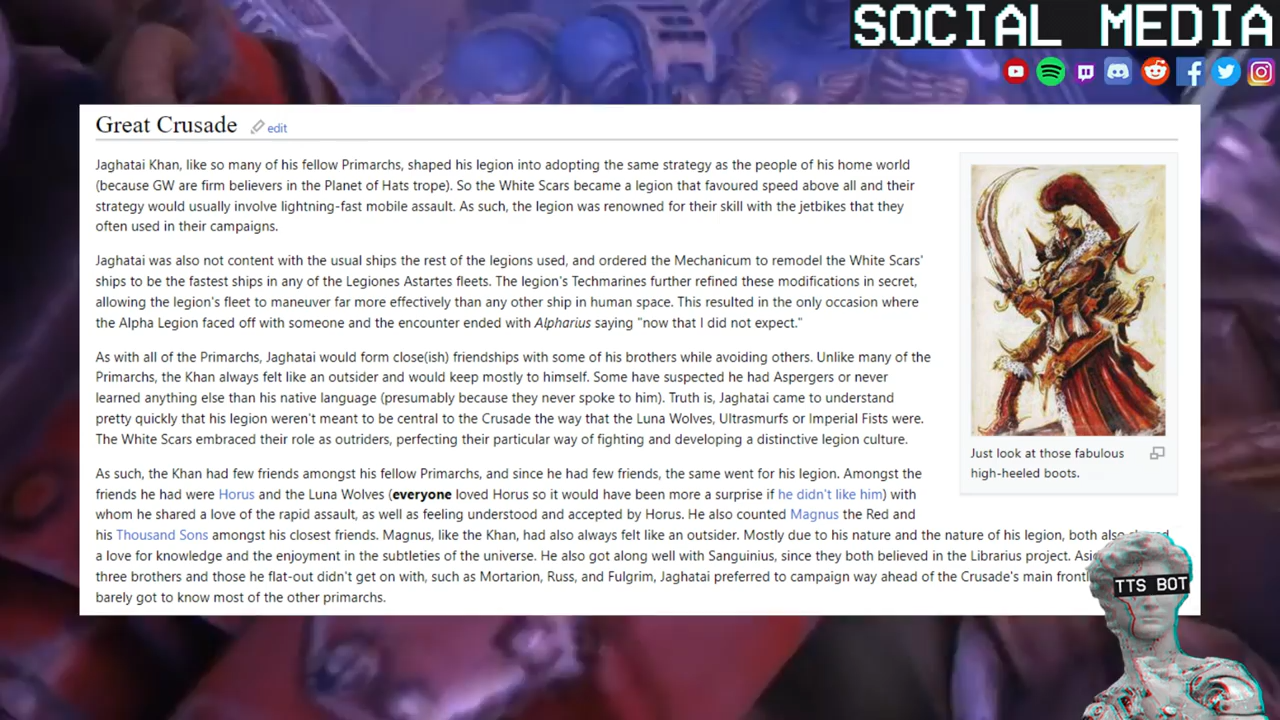 SOCIAL MEDIA
Great Crusade edit
Jaghatai Khan, like so many of his fellow Primarchs, shaped his legion into adopting the same strategy as the people of his home world
(because GW are firm believers in the Planet of Hats trope). So the White Scars became a legion that favoured speed above all and their
strategy would usually involve lightning-fast mobile assault. As such, the legion was renowned for their skill with the jetbikes that they
often used in their campaigns.
Jaghatai was also not content with the usual ships the rest of the legions used, and ordered the Mechanicum to remodel the White Scars'
ships to be the fastest ships in any of the Legiones Astartes fleets. The legion's Techmarines further refined these modifications in secret,
allowing the legion's fleet to maneuver far more effectively than any other ship in human space. This resulted in the only occasion where
the Alpha Legion faced off with someone and the encounter ended with Alpharius saying "now that I did not expect."
As with all of the Primarchs, Jaghatai would form close(ish) friendships with some of his brothers while avoiding others. Unlike many of the
Primarchs, the Khan always felt like an outsider and would keep mostly to himself. Some have suspected he had Aspergers or never
learned anything else than his native language (presumably because they never spoke to him). Truth is, Jaghatai came to understand
pretty quickly that his legion weren't meant to be central to the Crusade the way that the Luna Wolves, Ultrasmurfs or Imperial Fists were.
The White Scars embraced their role as outriders, perfecting their particular way of fighting and developing a distinctive legion culture.
Just look at those fabulous
high-heeled boots.
As such, the Khan had few friends amongst his fellow Primarchs, and since he had few friends, the same went for his legion. Amongst the
friends he had were Horus and the Luna Wolves (everyone loved Horus so it would have been more a surprise if he didn't like him) with
whom he shared a love of the rapid assault, as well as feeling understood and accepted by Horus. He also counted Magnus the Red and
his Thousand Sons amongst his closest friends. Magnus, like the Khan, had also always felt like an outsider. Mostly due to his nature and the nature of his legion, both also
a love for knowledge and the enjoyment in the subtleties of the universe. He also got along well with Sanguinius, since they both believed in the Librarius project.
three brothers and those he flat-out didn't get on with, such as Mortarion, Russ, and Fulgrim, Jaghatai preferred to campaign way ahead of the Crusade's main
barely got to know most of the other primarchs.
TTS BOT